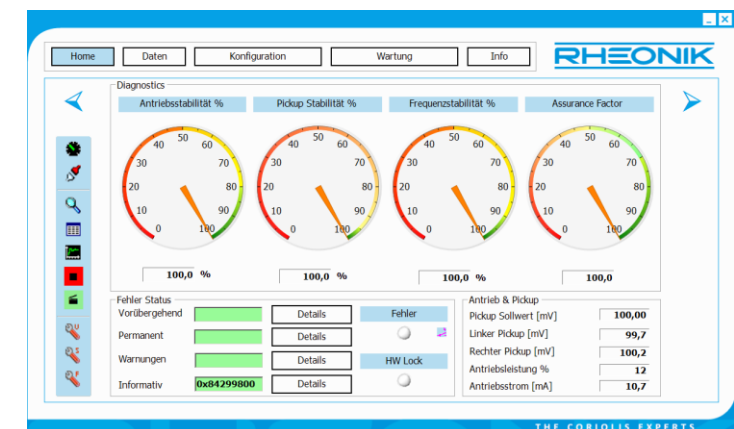 Home Daten Konfiguration Wartung Info RHEONIK
Diagnostics
Antriebsstabilität % Pickup Stabilität % Frequenzstabilität % Assurance Factor
0 10 20 30 40 50 60 70 80 90 100
0 10 20 30 40 50 60 70 80 90 100
0 10 20 30 40 50 60 70 80 90 100
0 10 20 30 40 50 60 70 80 90 100
100,0 % 100,0 % 100,0 % 100,0
Fehler Status
Vorübergehend Details Fehler
Permanent Details
Warnungen Details HW Lock
Informativ 0x84299800 Details
Antrieb & Pickup
Pickup Sollwert [mV] 100,00
Linker Pickup [mV] 99,7
Rechter Pickup [mV] 100,2
Antriebsleistung % 12
Antriebsstrom [mA] 10,7
U
S
F
THE CORIOLIS EXPERTS